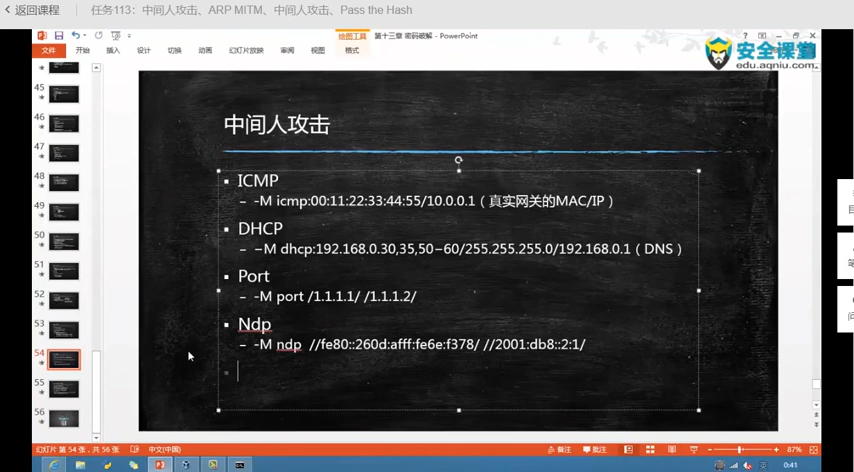 返回课程 任务113：中间人攻击、ARP MITM、中间人攻击、Pass the Hash
绘图工具 第十三章 密码破解 - PowerPoint
文件 开始 插入 设计 切换 动画 幻灯片放映 审阅 视图 格式
安全课堂
edu.aqniu.com
45
46
47
48
49
50
51
52
53
54
55
56
中间人攻击
ICMP
– -M icmp:00:11:22:33:44:55/10.0.0.1（真实网关的MAC/IP）
DHCP
– −M dhcp:192.168.0.30,35,50−60/255.255.255.0/192.168.0.1（DNS）
Port
– -M port /1.1.1.1/ /1.1.1.2/
Ndp
– -M ndp //fe80::260d:afff:fe6e:f378/ //2001:db8::2:1/
幻灯片 第 54 张，共 56 张 中文(中国) 备注 批注 87%
0:41